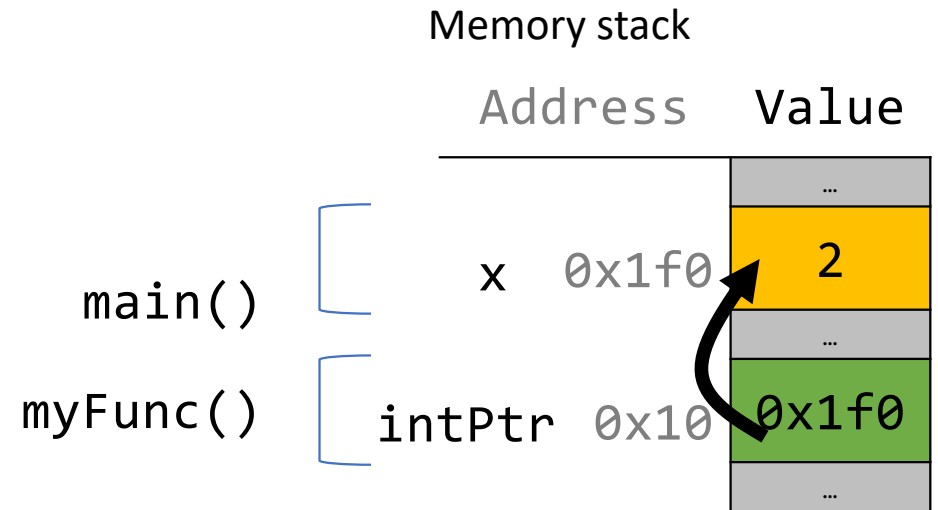 Memory stack
Address Value
…
main() x 0x1f0 2
…
myFunc() intPtr 0x10 0x1f0
…